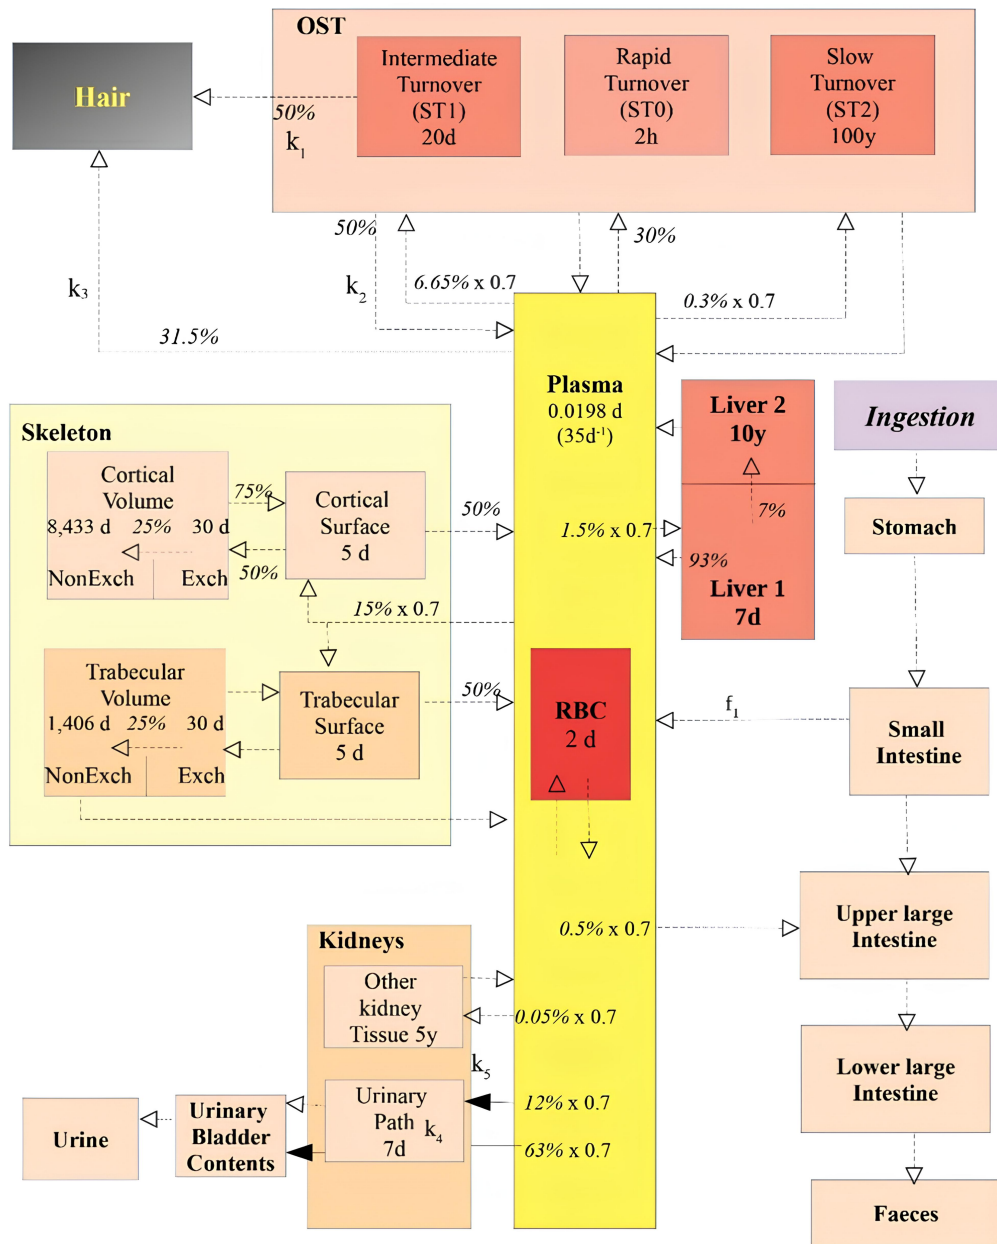 OST
Intermediate
Turnover
(ST1)
20d
Rapid
Turnover
(ST0)
2h
Slow
Turnover
(ST2)
100y
Hair
50%
k₁
50%
30%
k₃
k₂
6.65% x 0.7
0.3% x 0.7
31.5%
Plasma
0.0198 d
(35d⁻¹)
Liver 2
10y
7%
1.5% x 0.7
93%
Liver 1
7d
Ingestion
Stomach
Skeleton
Cortical
Volume
8,433 d 25% 30 d
NonExch Exch
75%
50%
Cortical
Surface
5 d
50%
15% x 0.7
Trabecular
Volume
1,406 d 25% 30 d
NonExch Exch
Trabecular
Surface
5 d
50%
RBC
2 d
f₁
Small
Intestine
Upper large
Intestine
0.5% x 0.7
Kidneys
Other
kidney
Tissue 5y
0.05% x 0.7
k₅
Urinary
Path k₄
7d
12% x 0.7
63% x 0.7
Lower large
Intestine
Urine
Urinary
Bladder
Contents
Faeces